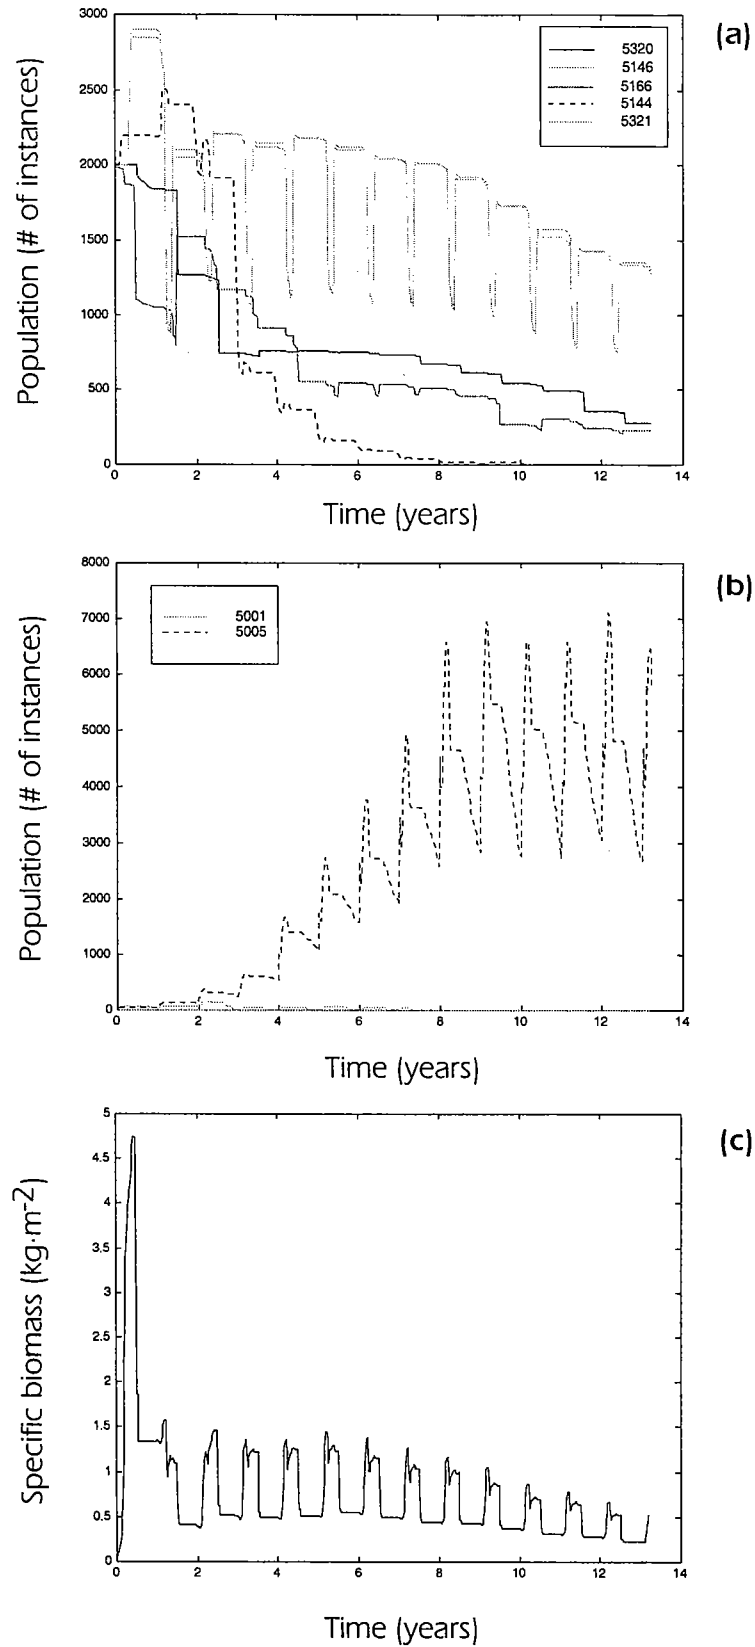 (a)
3000
2500
2000
1500
1000
500
0
Population (# of instances)
5320
5146
5166
5144
5321
0 2 4 6 8 10 12 14
Time (years)
(b)
8000
7000
6000
5000
4000
3000
2000
1000
0
Population (# of instances)
5001
5005
0 2 4 6 8 10 12 14
Time (years)
(c)
5
4.5
4
3.5
3
2.5
2
1.5
1
0.5
0
Specific biomass (kg·m-2)
0 2 4 6 8 10 12 14
Time (years)